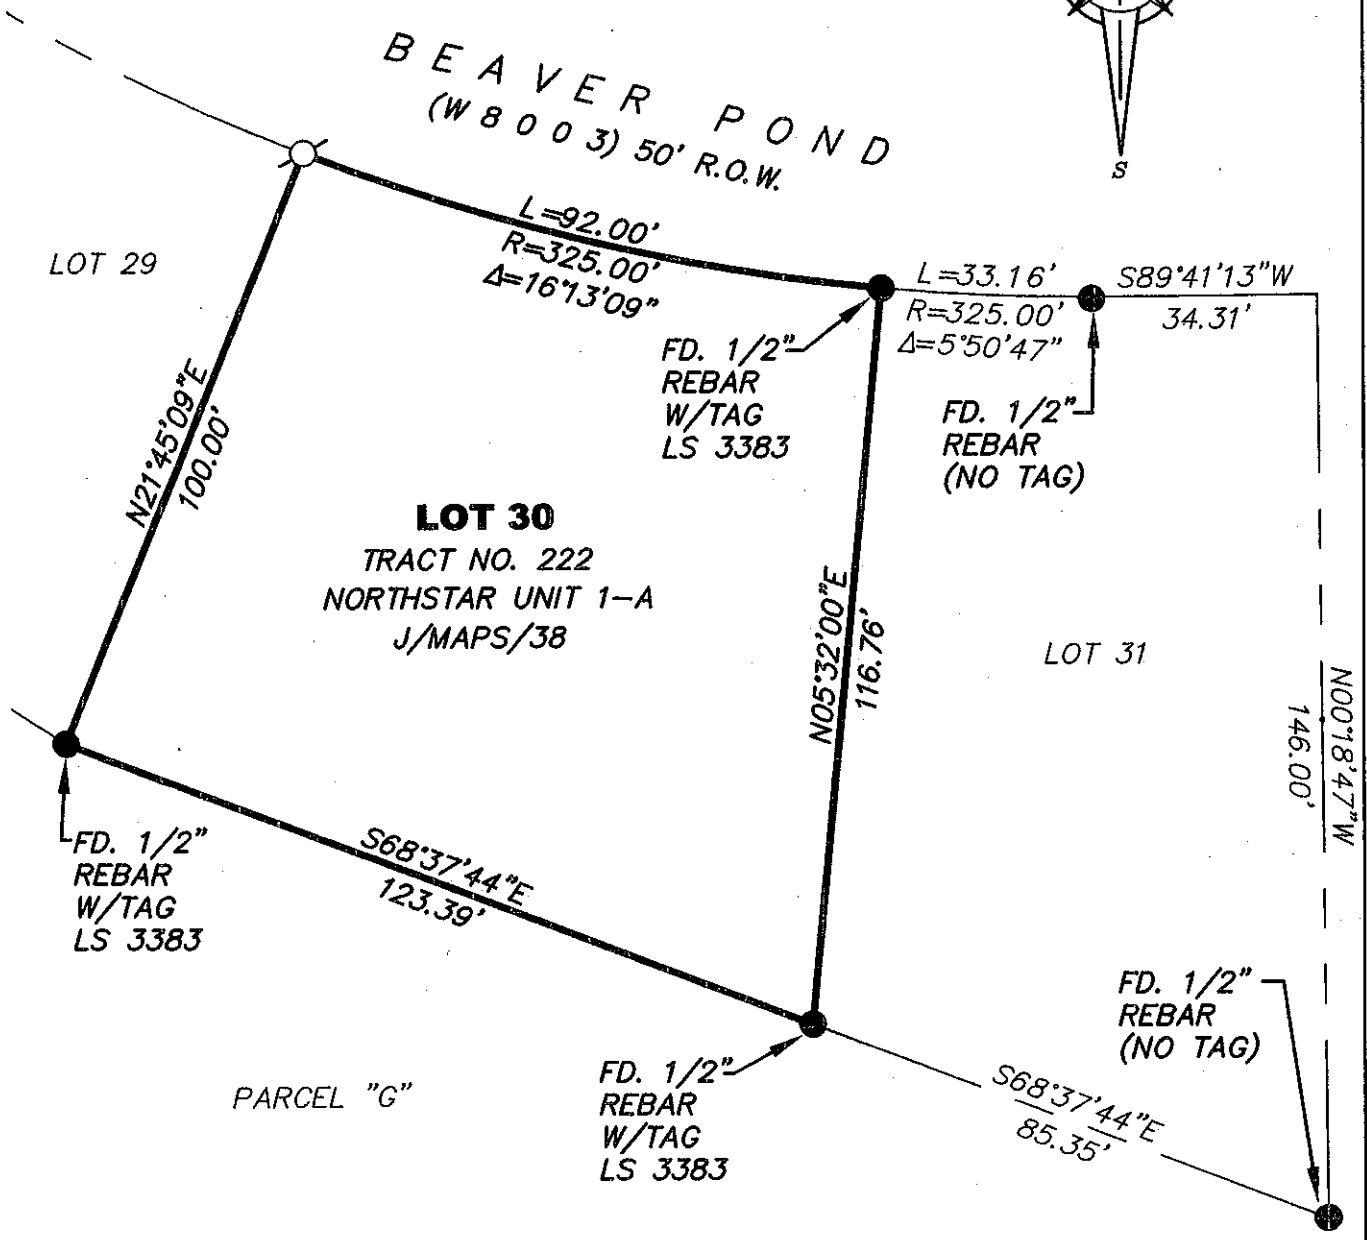 S
BEAVER POND
(W 8003) 50' R.O.W.
L=92.00'
R=325.00'
Δ=16°13'09"
L=33.16'
R=325.00'
Δ=5°50'47"
S89°41'13"W
34.31'
LOT 29
FD. 1/2"
REBAR
W/TAG
LS 3383
FD. 1/2"
REBAR
(NO TAG)
N21°45'09"E
100.00'
LOT 30
TRACT NO. 222
NORTHSTAR UNIT 1-A
J/MAPS/38
N05°32'00"E
116.76'
LOT 31
N00°18'47"W
146.00'
FD. 1/2"
REBAR
W/TAG
LS 3383
S68°37'44"E
123.39'
FD. 1/2"
REBAR
(NO TAG)
PARCEL "G"
FD. 1/2"
REBAR
W/TAG
LS 3383
S68°37'44"E
85.35'